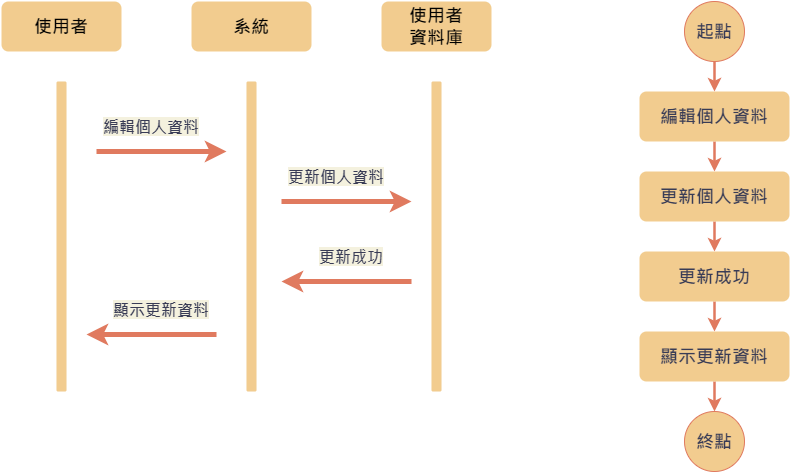 使用者
系統
使用者
資料庫
編輯個人資料
更新個人資料
更新成功
顯示更新資料
起點
編輯個人資料
更新個人資料
更新成功
顯示更新資料
終點